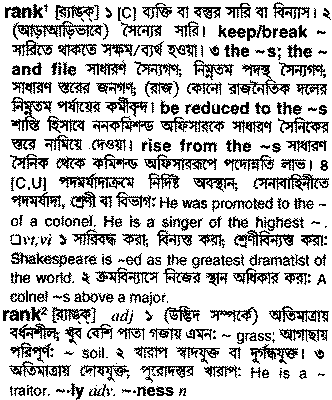 rank¹ [র‍্যাঙ্ক্] ১ [C] ব্যক্তি বা বস্তুর সারি বা বিন্যাস। ২
(আড়াআড়িভাবে) সৈন্যের সারি। keep/break ~
সারিতে থাকতে সক্ষম/ব্যর্থ হওয়া। ৩ the ~s; the ~
and file সাধারণ সৈন্যগণ; নিম্নতম পদস্থ সৈন্যগণ;
সাধারণ স্তরের জনগণ; (রাজ) কোনো রাজনৈতিক দলের
নিম্নতম পর্যায়ের কর্মীবৃন্দ। be reduced to the ~s
শাস্তি হিসাবে ননকমিশন্ড অফিসারকে সাধারণ সৈনিকের
স্তরে নামিয়ে দেওয়া। rise from the ~s সাধারণ
সৈনিক থেকে কমিশন্ড অফিসাররূপে পদোন্নতি লাভ। ৪
[C,U] পদমর্যাদাক্রমে নির্দিষ্ট অবস্থান; সেনাবাহিনীতে
পদমর্যাদা, শ্রেণী বা বিভাগ: He was promoted to the ~
of a colonel. He is a singer of the highest ~.
□vt,vi ১ সারিবদ্ধ করা; বিন্যস্ত করা; শ্রেণীবিন্যস্ত করা:
Shakespeare is ~ed as the greatest dramatist of
the world. ২ ক্রমবিন্যাসে নিজের স্থান অধিকার করা: A
colnel ~s above a major.
rank² [র‍্যাঙ্ক্] adj ১ (উদ্ভিদ সম্পর্কে) অতিমাত্রায়
বর্ধনশীল; খুব বেশি পাতা গজায় এমন: ~ grass; আগাছায়
পরিপূর্ণ: ~ soil. ২ খারাপ স্বাদযুক্ত বা দুর্গন্ধযুক্ত। ৩
অতিমাত্রায় দোষযুক্ত; পুরোদস্তুর খারাপ: He is a ~
traitor. ~·ly adv. ~·ness n